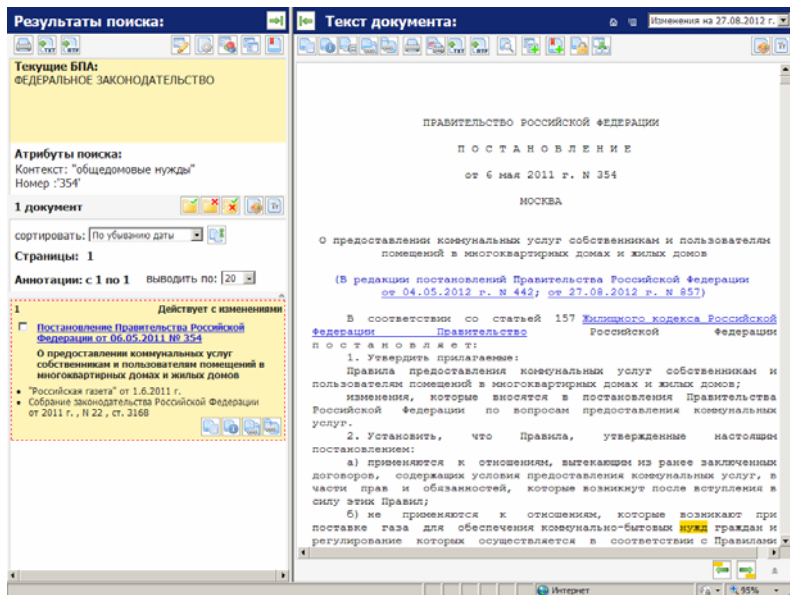 Результаты поиска:
Текущие БПА:
ФЕДЕРАЛЬНОЕ ЗАКОНОДАТЕЛЬСТВО
Атрибуты поиска:
Контекст: "общедомовые нужды"
Номер :'354'
1 документ
сортировать: По убыванию даты
Страницы: 1
Аннотации: с 1 по 1 выводить по: 20
1 Действует с изменениями
Постановление Правительства Российской
Федерации от 06.05.2011 № 354
О предоставлении коммунальных услуг
собственникам и пользователям помещений в
многоквартирных домах и жилых домов
"Российская газета" от 1.6.2011 г.
Собрание законодательства Российской Федерации
от 2011 г. , N 22 , ст. 3168
Текст документа:
Изменения на 27.08.2012 г.
ПРАВИТЕЛЬСТВО РОССИЙСКОЙ ФЕДЕРАЦИИ
П О С Т А Н О В Л Е Н И Е
от 6 мая 2011 г. N 354
МОСКВА
О предоставлении коммунальных услуг собственникам и пользователям
помещений в многоквартирных домах и жилых домов
(В редакции постановлений Правительства Российской Федерации
от 04.05.2012 г. N 442; от 27.08.2012 г. N 857)
В соответствии со статьей 157 Жилищного кодекса Российской
Федерации Правительство Российской Федерации
п о с т а н о в л я е т:
1. Утвердить прилагаемые:
Правила предоставления коммунальных услуг собственникам и
пользователям помещений в многоквартирных домах и жилых домов;
изменения, которые вносятся в постановления Правительства
Российской Федерации по вопросам предоставления коммунальных
услуг.
2. Установить, что Правила, утвержденные настоящим
постановлением:
а) применяются к отношениям, вытекающим из ранее заключенных
договоров, содержащих условия предоставления коммунальных услуг, в
части прав и обязанностей, которые возникнут после вступления в
силу этих Правил;
б) не применяются к отношениям, которые возникают при
поставке газа для обеспечения коммунально-бытовых нужд граждан и
регулирование которых осуществляется в соответствии с Правилами
Интернет
95%